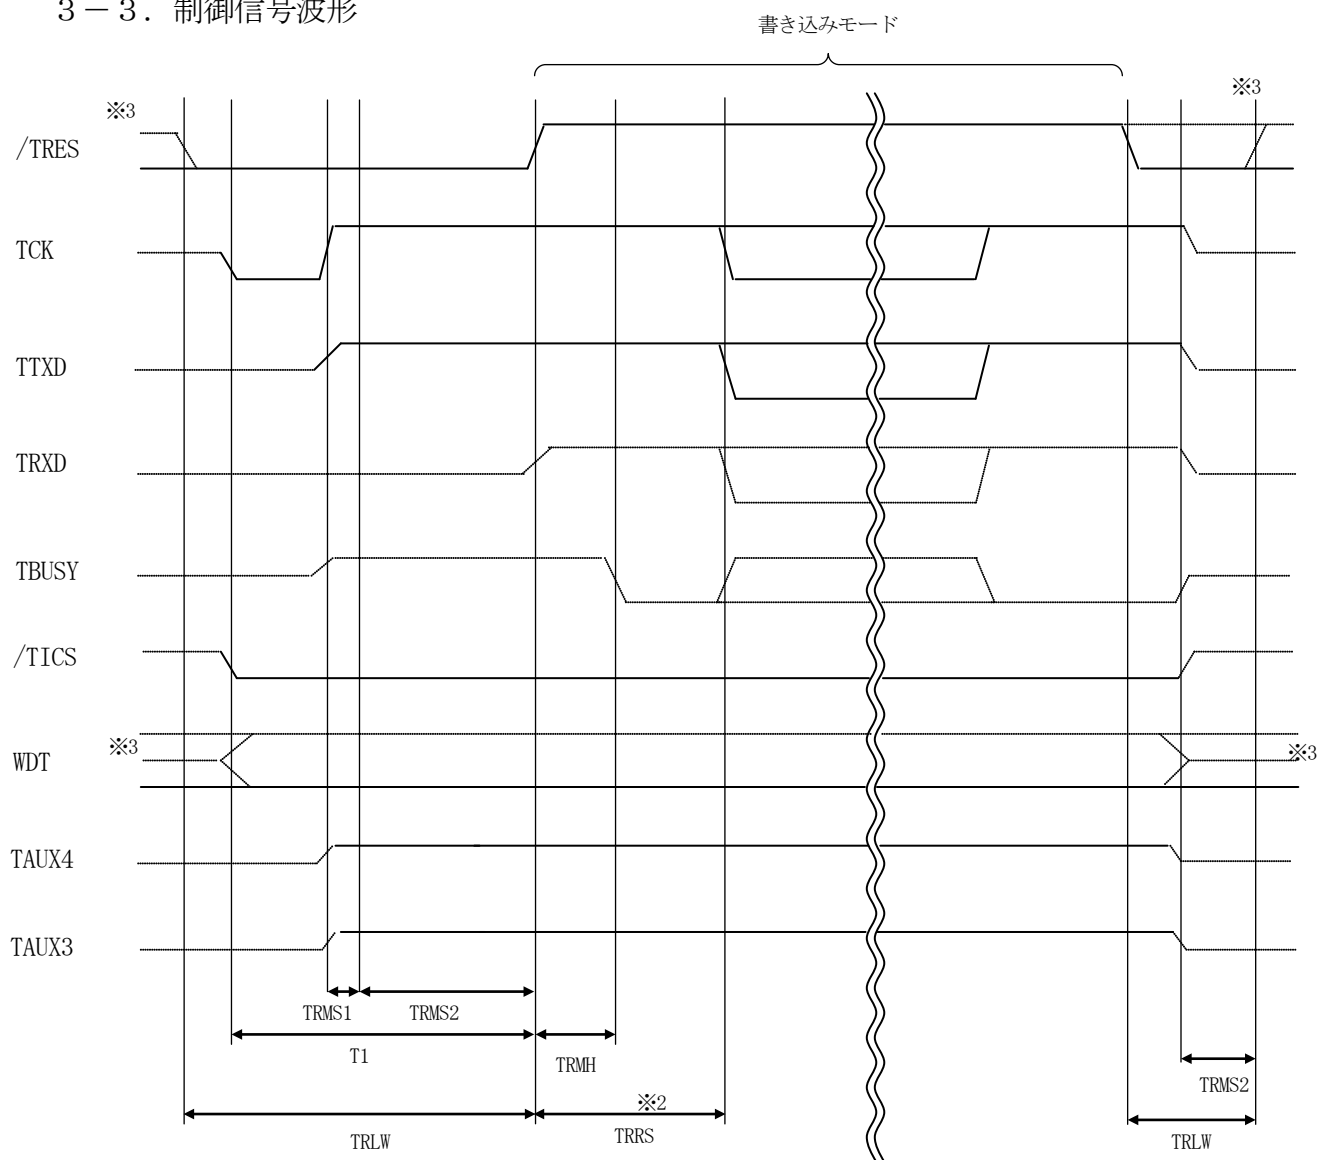 ３－３．制御信号波形
書き込みモード
※3
※3
/TRES
TCK
TTXD
TRXD
TBUSY
/TICS
※3
※3
WDT
TAUX4
TAUX3
TRMS1
TRMS2
T1
TRMH
TRMS2
※2
TRLW
TRRS
TRLW